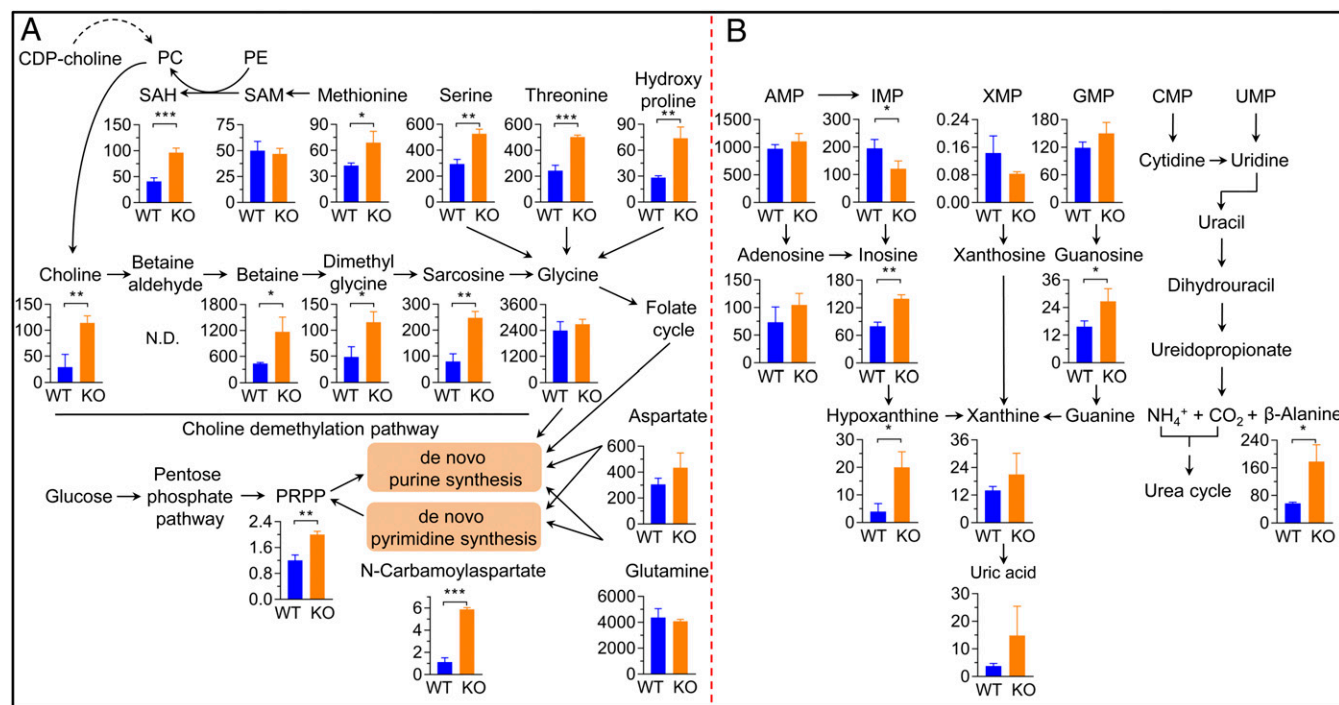 A
CDP-choline
PC
PE
SAH
SAM
Methionine
Serine
Threonine
Hydroxy
proline
***
150
100
50
0
WT KO
75
50
25
0
WT KO
*
90
60
30
0
WT KO
**
600
400
200
0
WT KO
***
600
400
200
0
WT KO
**
90
60
30
0
WT KO
Choline
Betaine
aldehyde
Betaine
Dimethyl
glycine
Sarcosine
Glycine
Folate
cycle
**
150
100
50
0
WT KO
N.D.
*
1800
1200
600
0
WT KO
*
150
100
50
0
WT KO
**
300
200
100
0
WT KO
3600
2400
1200
0
WT KO
Choline demethylation pathway
Glucose
Pentose
phosphate
pathway
PRPP
de novo
purine synthesis
de novo
pyrimidine synthesis
Aspartate
600
400
200
0
WT KO
**
2.4
1.8
1.2
0.6
0.0
WT KO
N-Carbamoylaspartate
***
6
4
2
0
WT KO
Glutamine
6000
4000
2000
0
WT KO
B
AMP
IMP
XMP
GMP
CMP
UMP
1500
1000
500
0
WT KO
*
300
200
100
0
WT KO
0.24
0.16
0.08
0.00
WT KO
180
120
60
0
WT KO
Cytidine
Uridine
Uracil
Dihydrouracil
Ureidopropionate
NH₄⁺ + CO₂ + β-Alanine
Urea cycle
*
240
160
80
0
WT KO
Adenosine
Inosine
Xanthosine
Guanosine
150
100
50
0
WT KO
**
180
120
60
0
WT KO
*
36
24
12
0
WT KO
Hypoxanthine
Xanthine
Guanine
*
30
20
10
0
WT KO
36
24
12
0
WT KO
Uric acid
30
20
10
0
WT KO